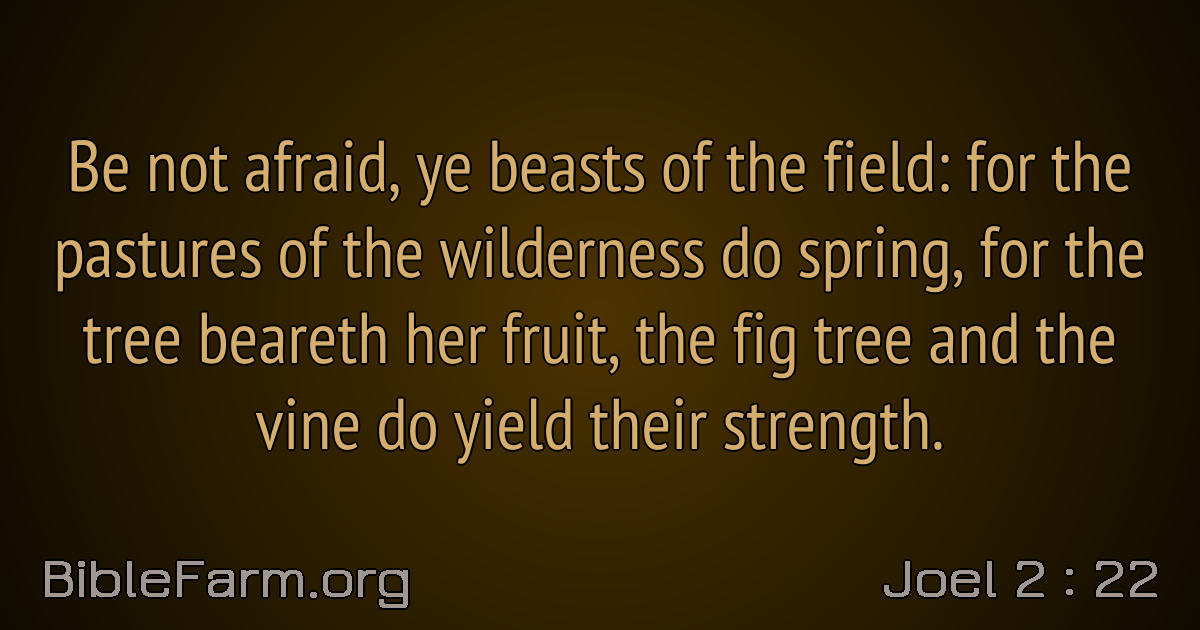 Be not afraid, ye beasts of the field: for the
pastures of the wilderness do spring, for the
tree beareth her fruit, the fig tree and the
vine do yield their strength.
BibleFarm.org
Joel 2 : 22